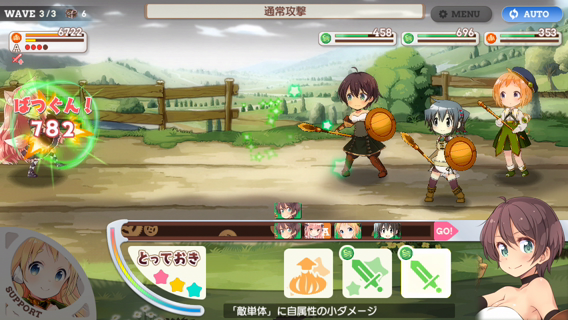 WAVE 3/3 6
通常攻撃
MENU
AUTO
6722
A
458
696
353
ばつぐん!
782
A
GO!
とっておき
SUPPORT
「敵単体」に自属性の小ダメージ